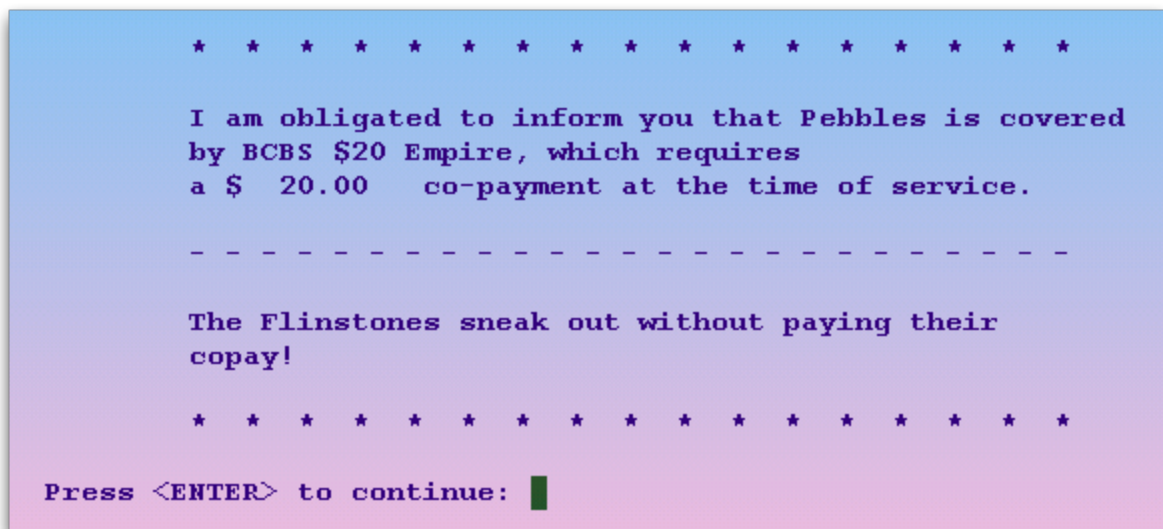 * * * * * * * * * * * * * * * * *
I am obligated to inform you that Pebbles is covered
by BCBS $20 Empire, which requires
a $  20.00   co-payment at the time of service.
- - - - - - - - - - - - - - - - - - - - - - - - -
The Flinstones sneak out without paying their
copay!
* * * * * * * * * * * * * * * * *
Press <ENTER> to continue: